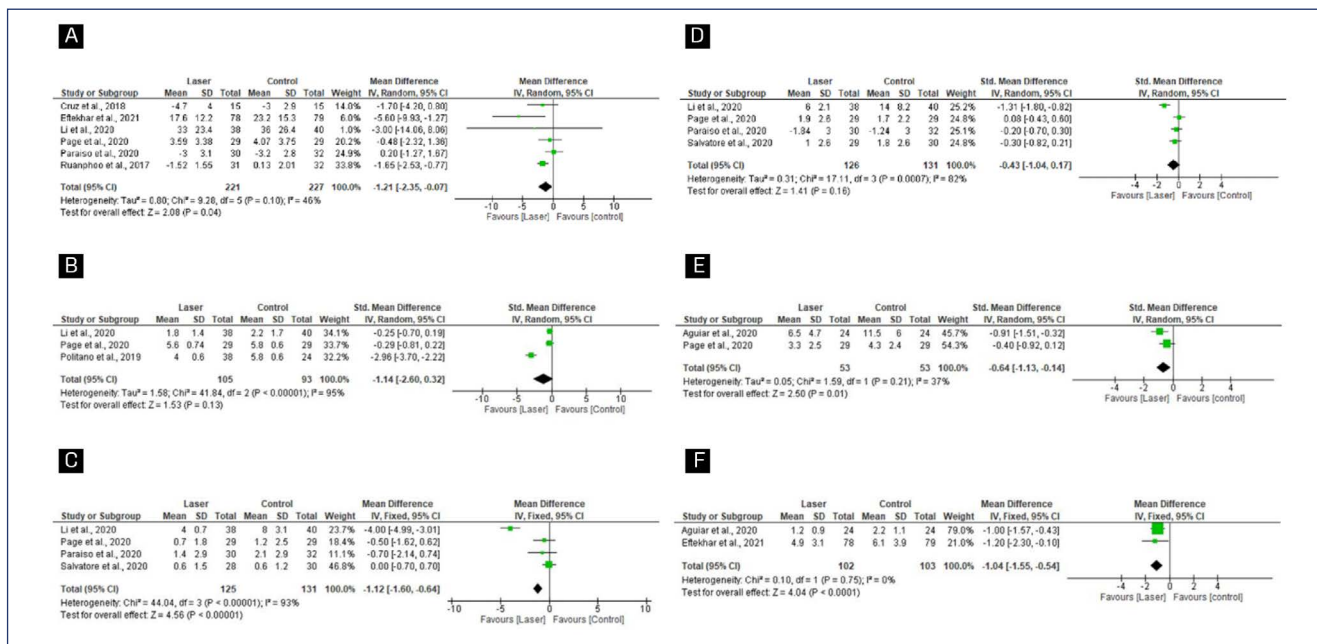 A
Laser Control Mean Difference Mean Difference
Study or Subgroup Mean SD Total Mean SD Total Weight IV, Random, 95% CI IV, Random, 95% CI
Cruz et al., 2018 -4.7 4 15 -3 2.9 15 14.0% -1.70 [-4.20, 0.80]
Eftekhar et al., 2021 17.6 12.2 78 23.2 15.3 79 6.0% -5.60 [-9.93, -1.27]
Li et al., 2020 33 23.4 38 36 26.4 40 1.0% -3.00 [-14.06, 8.06]
Page et al., 2020 3.59 3.38 29 4.07 3.75 29 20.2% -0.48 [-2.32, 1.36]
Paraiso et al., 2020 -3 3.1 30 -3.2 2.8 32 24.9% 0.20 [-1.27, 1.67]
Ruanphoo et al., 2017 -1.52 1.55 31 0.13 2.01 32 33.8% -1.65 [-2.53, -0.77]
Total (95% CI) 221 227 100.0% -1.21 [-2.35, -0.07]
Heterogeneity: Tau² = 0.80; Chi² = 9.28, df = 5 (P = 0.10); I² = 46%
Test for overall effect: Z = 2.08 (P = 0.04)
-10 -5 0 5 10
Favours [Laser] Favours [control]
B
Laser Control Std. Mean Difference Std. Mean Difference
Study or Subgroup Mean SD Total Mean SD Total Weight IV, Random, 95% CI IV, Random, 95% CI
Li et al., 2020 1.8 1.4 38 2.2 1.7 40 34.1% -0.25 [-0.70, 0.19]
Page et al., 2020 5.6 0.74 29 5.8 0.6 29 33.7% -0.29 [-0.81, 0.22]
Politano et al., 2019 4 0.6 38 5.8 0.6 24 32.2% -2.96 [-3.70, -2.22]
Total (95% CI) 105 93 100.0% -1.14 [-2.60, 0.32]
Heterogeneity: Tau² = 1.58; Chi² = 41.84, df = 2 (P < 0.00001); I² = 95%
Test for overall effect: Z = 1.53 (P = 0.13)
-10 -5 0 5 10
Favours [Laser] Favours [Control]
C
Laser Control Mean Difference Mean Difference
Study or Subgroup Mean SD Total Mean SD Total Weight IV, Fixed, 95% CI IV, Fixed, 95% CI
Li et al., 2020 4 0.7 38 8 3.1 40 23.7% -4.00 [-4.99, -3.01]
Page et al., 2020 0.7 1.8 29 1.2 2.5 29 18.4% -0.50 [-1.62, 0.62]
Paraiso et al., 2020 1.4 2.9 30 2.1 2.9 32 11.1% -0.70 [-2.14, 0.74]
Salvatore et al., 2020 0.6 1.5 28 0.6 1.2 30 46.8% 0.00 [-0.70, 0.70]
Total (95% CI) 125 131 100.0% -1.12 [-1.60, -0.64]
Heterogeneity: Chi² = 44.04, df = 3 (P < 0.00001); I² = 93%
Test for overall effect: Z = 4.56 (P < 0.00001)
-10 -5 0 5 10
Favours [Laser] Favours [Control]
D
Laser Control Std. Mean Difference Std. Mean Difference
Study or Subgroup Mean SD Total Mean SD Total Weight IV, Random, 95% CI IV, Random, 95% CI
Li et al., 2020 6 2.1 38 14 8.2 40 25.2% -1.31 [-1.80, -0.82]
Page et al., 2020 1.9 2.6 29 1.7 2.2 29 0.08 [-0.43, 0.60]
Paraiso et al., 2020 -1.84 3 30 -1.24 3 32 -0.20 [-0.70, 0.30]
Salvatore et al., 2020 1 2.6 29 1.8 2.6 30 -0.30 [-0.82, 0.21]
Total (95% CI) 126 131 100.0% -0.43 [-1.04, 0.17]
Heterogeneity: Tau² = 0.31; Chi² = 17.11, df = 3 (P = 0.0007); I² = 82%
Test for overall effect: Z = 1.41 (P = 0.16)
-4 -2 0 2 4
Favours [Laser] Favours [control]
E
Laser Control Std. Mean Difference Std. Mean Difference
Study or Subgroup Mean SD Total Mean SD Total Weight IV, Random, 95% CI IV, Random, 95% CI
Aguiar et al., 2020 6.5 4.7 24 11.5 6 24 45.7% -0.91 [-1.51, -0.32]
Page et al., 2020 3.3 2.5 29 4.3 2.4 29 54.3% -0.40 [-0.92, 0.12]
Total (95% CI) 53 53 100.0% -0.64 [-1.13, -0.14]
Heterogeneity: Tau² = 0.05; Chi² = 1.59, df = 1 (P = 0.21); I² = 37%
Test for overall effect: Z = 2.50 (P = 0.01)
-4 -2 0 2 4
Favours [Laser] Favours [Control]
F
Laser Control Mean Difference Mean Difference
Study or Subgroup Mean SD Total Mean SD Total Weight IV, Fixed, 95% CI IV, Fixed, 95% CI
Aguiar et al., 2020 1.2 0.9 24 2.2 1.1 24 79.0% -1.00 [-1.57, -0.43]
Eftekhar et al., 2021 4.9 3.1 78 6.1 3.9 79 21.0% -1.20 [-2.30, -0.10]
Total (95% CI) 102 103 100.0% -1.04 [-1.55, -0.54]
Heterogeneity: Chi² = 0.10, df = 1 (P = 0.75); I² = 0%
Test for overall effect: Z = 4.04 (P < 0.0001)
-10 -5 0 5 10
Favours [Laser] Favours [Control]